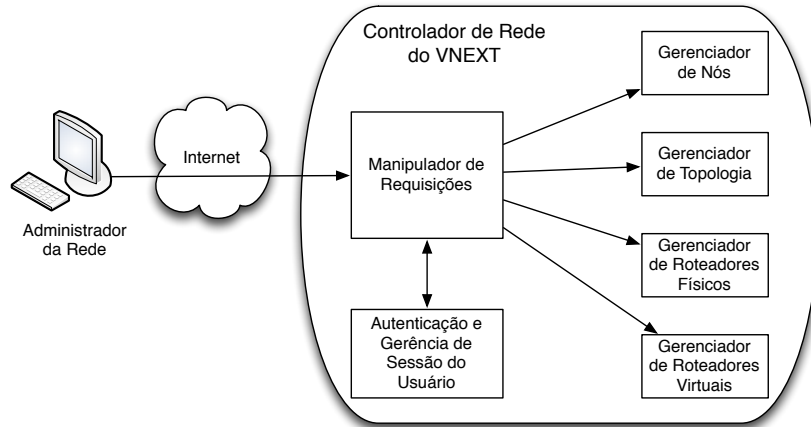 Controlador de Rede
do VNEXT
Gerenciador
de Nós
Internet
Manipulador de
Requisições
Gerenciador
de Topologia
Administrador
da Rede
Gerenciador
de Roteadores
Físicos
Autenticação e
Gerência de
Sessão do
Usuário
Gerenciador
de Roteadores
Virtuais